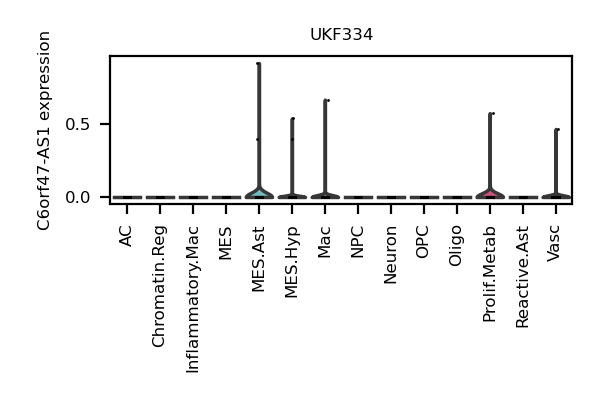 UKF334
C6orf47-AS1 expression
0.5
0.0
AC
Chromatin.Reg
Inflammatory.Mac
MES
MES.Ast
MES.Hyp
Mac
NPC
Neuron
OPC
Oligo
Prolif.Metab
Reactive.Ast
Vasc